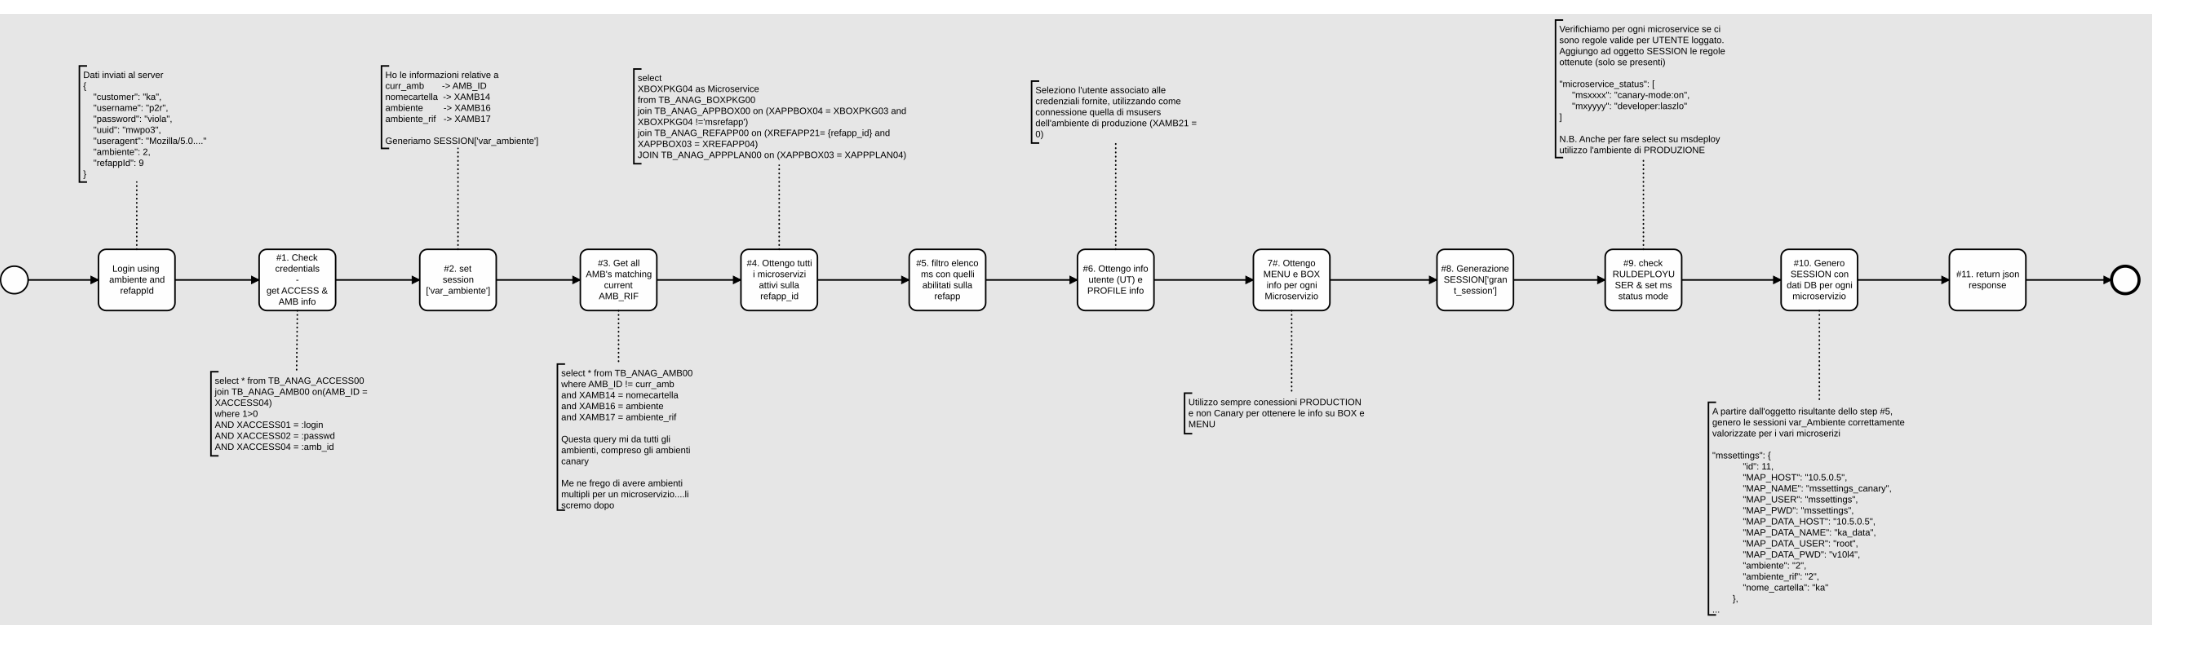 Dati inviati al server
{
"customer": "ka",
"username": "p2r",
"password": "viola",
"uuid": "mwpo3",
"useragent": "Mozilla/5.0...."
"ambiente": 2,
"refappId": 9
}
Ho le informazioni relative a
curr_amb -> AMB_ID
nomecartella -> XAMB14
ambiente -> XAMB16
ambiente_rif -> XAMB17
Generiamo SESSION['var_ambiente']
select
XBOXPKG04 as Microservice
from TB_ANAG_BOXPKG00
join TB_ANAG_APPBOX00 on (XAPPBOX04 = XBOXPKG03 and
XBOXPKG04 !='msrefapp')
join TB_ANAG_REFAPP00 on (XREFAPP21= {refapp_id} and
XAPPBOX03 = XREFAPP04)
JOIN TB_ANAG_APPPLAN00 on (XAPPBOX03 = XAPPPLAN04)
Seleziono l'utente associato alle
credenziali fornite, utilizzando come
connessione quella di msusers
dell'ambiente di produzione (XAMB21 =
0)
Verifichiamo per ogni microservice se ci
sono regole valide per UTENTE loggato.
Aggiungo ad oggetto SESSION le regole
ottenute (solo se presenti)
"microservice_status": [
"msxxxx": "canary-mode:on",
"mxyyyy": "developer:laszlo"
]
N.B. Anche per fare select su msdeploy
utilizzo l'ambiente di PRODUZIONE
Login using
ambiente and
refappId
#1. Check
credentials
-
get ACCESS &
AMB info
#2. set
session
['var_ambiente']
#3. Get all
AMB's matching
current
AMB_RIF
#4. Ottengo tutti
i microservizi
attivi sulla
refapp_id
#5. filtro elenco
ms con quelli
abilitati sulla
refapp
#6. Ottengo info
utente (UT) e
PROFILE info
7#. Ottengo
MENU e BOX
info per ogni
Microservizio
#8. Generazione
SESSION['gran
t_session']
#9. check
RULDEPLOYU
SER & set ms
status mode
#10. Genero
SESSION con
dati DB per ogni
microservizio
#11. return json
response
select * from TB_ANAG_ACCESS00
join TB_ANAG_AMB00 on(AMB_ID =
XACCESS04)
where 1>0
AND XACCESS01 = :login
AND XACCESS02 = :passwd
AND XACCESS04 = :amb_id
select * from TB_ANAG_AMB00
where AMB_ID != curr_amb
and XAMB14 = nomecartella
and XAMB16 = ambiente
and XAMB17 = ambiente_rif
Questa query mi da tutti gli
ambienti, compreso gli ambienti
canary
Me ne frego di avere ambienti
multipli per un microservizio....li
scremo dopo
Utilizzo sempre conessioni PRODUCTION
e non Canary per ottenere le info su BOX e
MENU
A partire dall'oggetto risultante dello step #5,
genero le sessioni var_Ambiente correttamente
valorizzate per i vari microserizi
"mssettings": {
"id": 11,
"MAP_HOST": "10.5.0.5",
"MAP_NAME": "mssettings_canary",
"MAP_USER": "mssettings",
"MAP_PWD": "mssettings",
"MAP_DATA_HOST": "10.5.0.5",
"MAP_DATA_NAME": "ka_data",
"MAP_DATA_USER": "root",
"MAP_DATA_PWD": "v10l4",
"ambiente": "2",
"ambiente_rif": "2",
"nome_cartella": "ka"
},
...